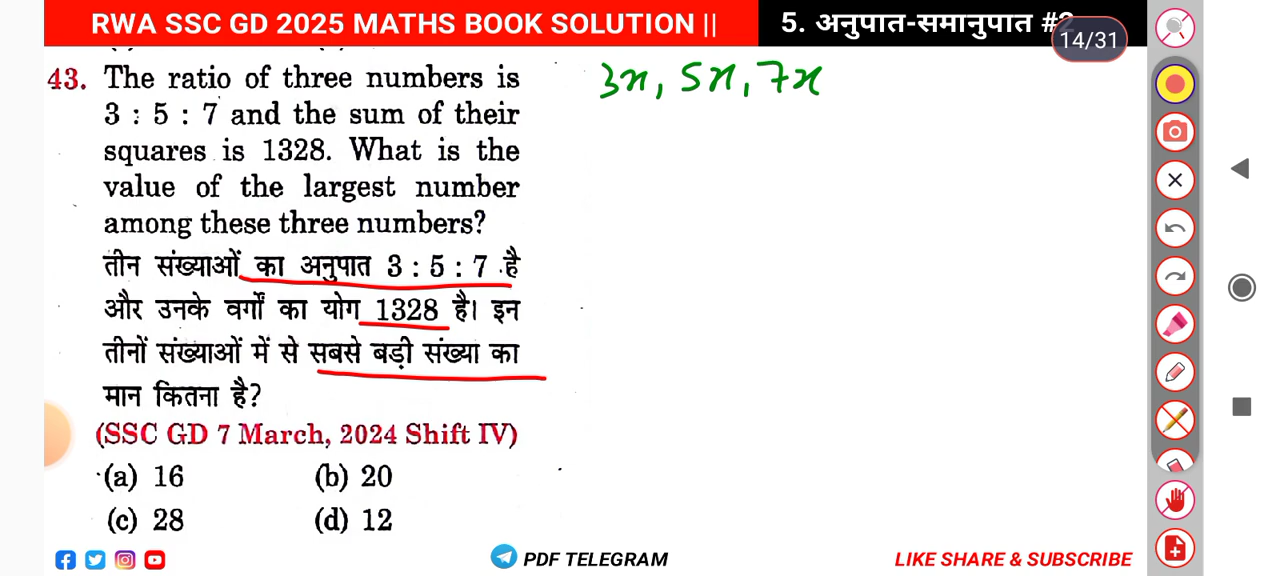 RWA SSC GD 2025 MATHS BOOK SOLUTION ||
5. अनुपात-समानुपात #2
14/31
43. The ratio of three numbers is
3 : 5 : 7 and the sum of their
squares is 1328. What is the
value of the largest number
among these three numbers?
तीन संख्याओं का अनुपात 3 : 5 : 7 है
और उनके वर्गों का योग 1328 है। इन
तीनों संख्याओं में से सबसे बड़ी संख्या का
मान कितना है?
(SSC GD 7 March, 2024 Shift IV)
(a) 16 (b) 20
(c) 28 (d) 12
3x, 5x, 7x
PDF TELEGRAM
LIKE SHARE & SUBSCRIBE